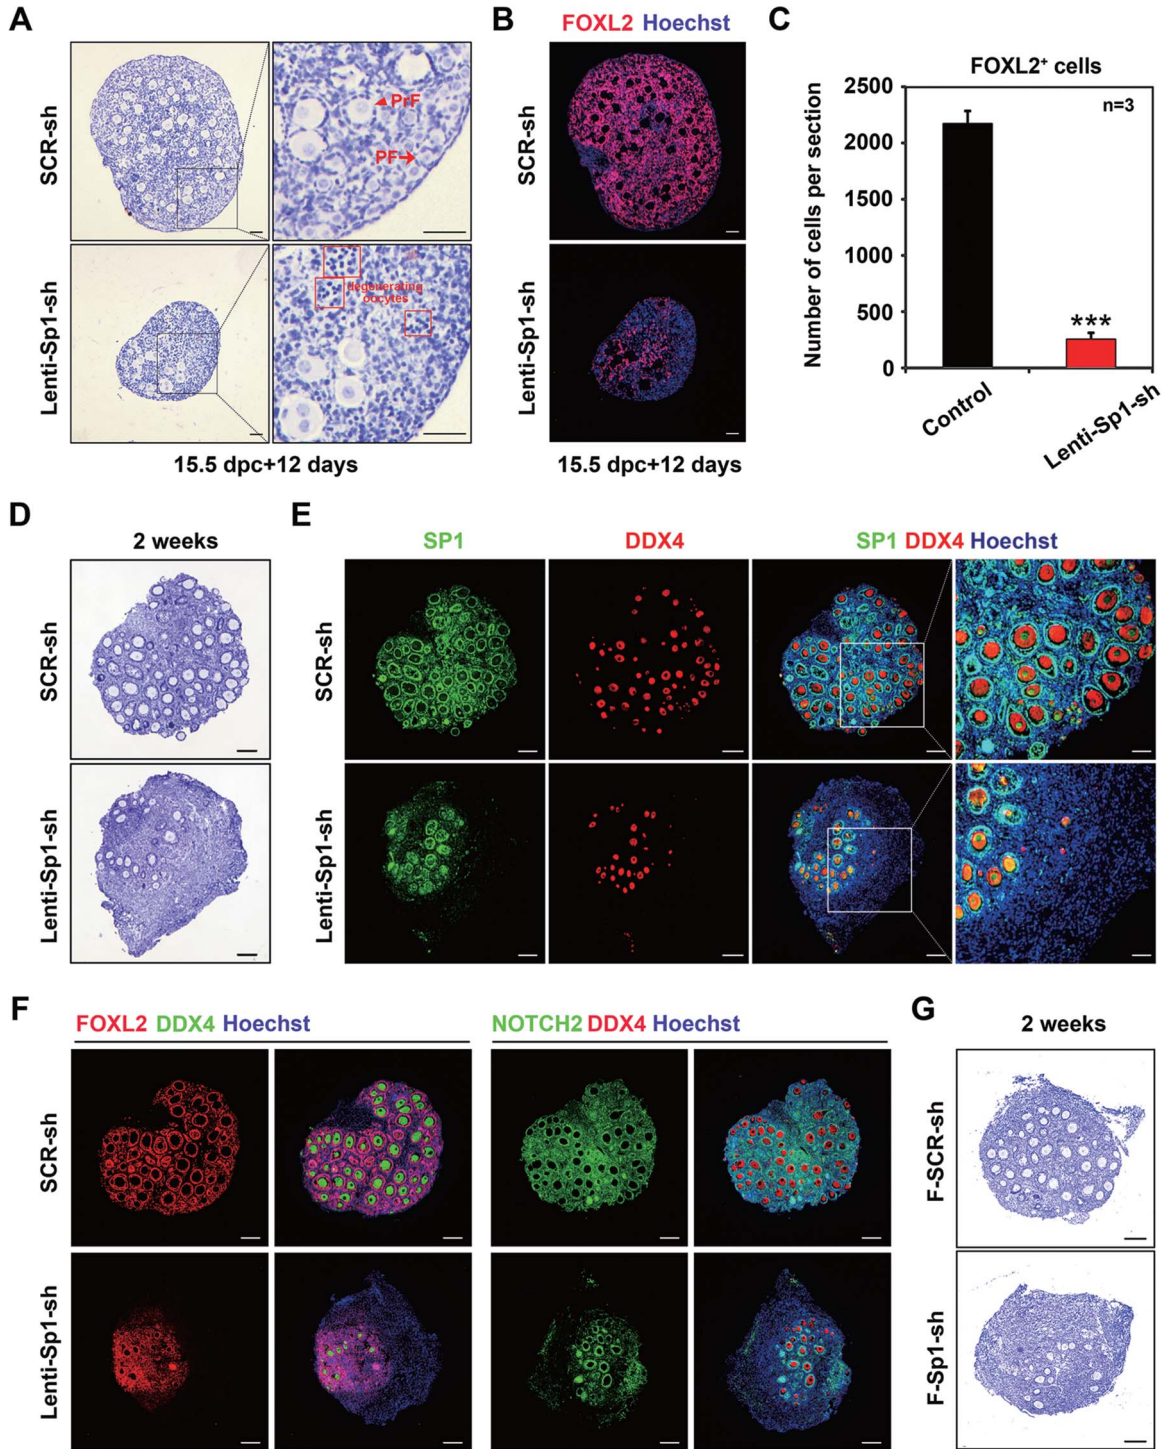 A
SCR-sh
PrF
PF
Lenti-Sp1-sh
degenerating
oocytes
15.5 dpc+12 days
B
FOXL2 Hoechst
SCR-sh
Lenti-Sp1-sh
15.5 dpc+12 days
C
FOXL2⁺ cells
n=3
Number of cells per section
2500
2000
1500
1000
500
0
***
Control
Lenti-Sp1-sh
D
2 weeks
SCR-sh
Lenti-Sp1-sh
E
SP1
DDX4
SP1 DDX4 Hoechst
SCR-sh
Lenti-Sp1-sh
F
FOXL2 DDX4 Hoechst
NOTCH2 DDX4 Hoechst
SCR-sh
Lenti-Sp1-sh
G
2 weeks
F-SCR-sh
F-Sp1-sh